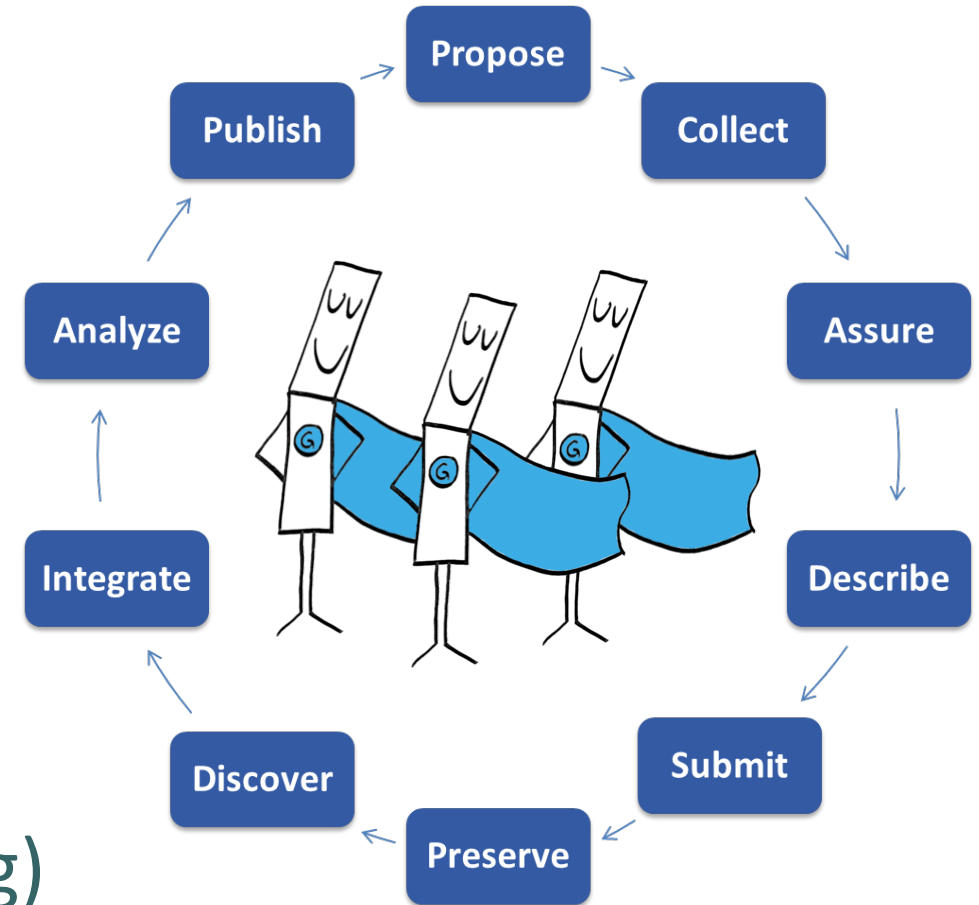 Propose
Collect
Assure
Describe
Submit
Preserve
Discover
Integrate
Analyze
Publish
G
G
G
g)